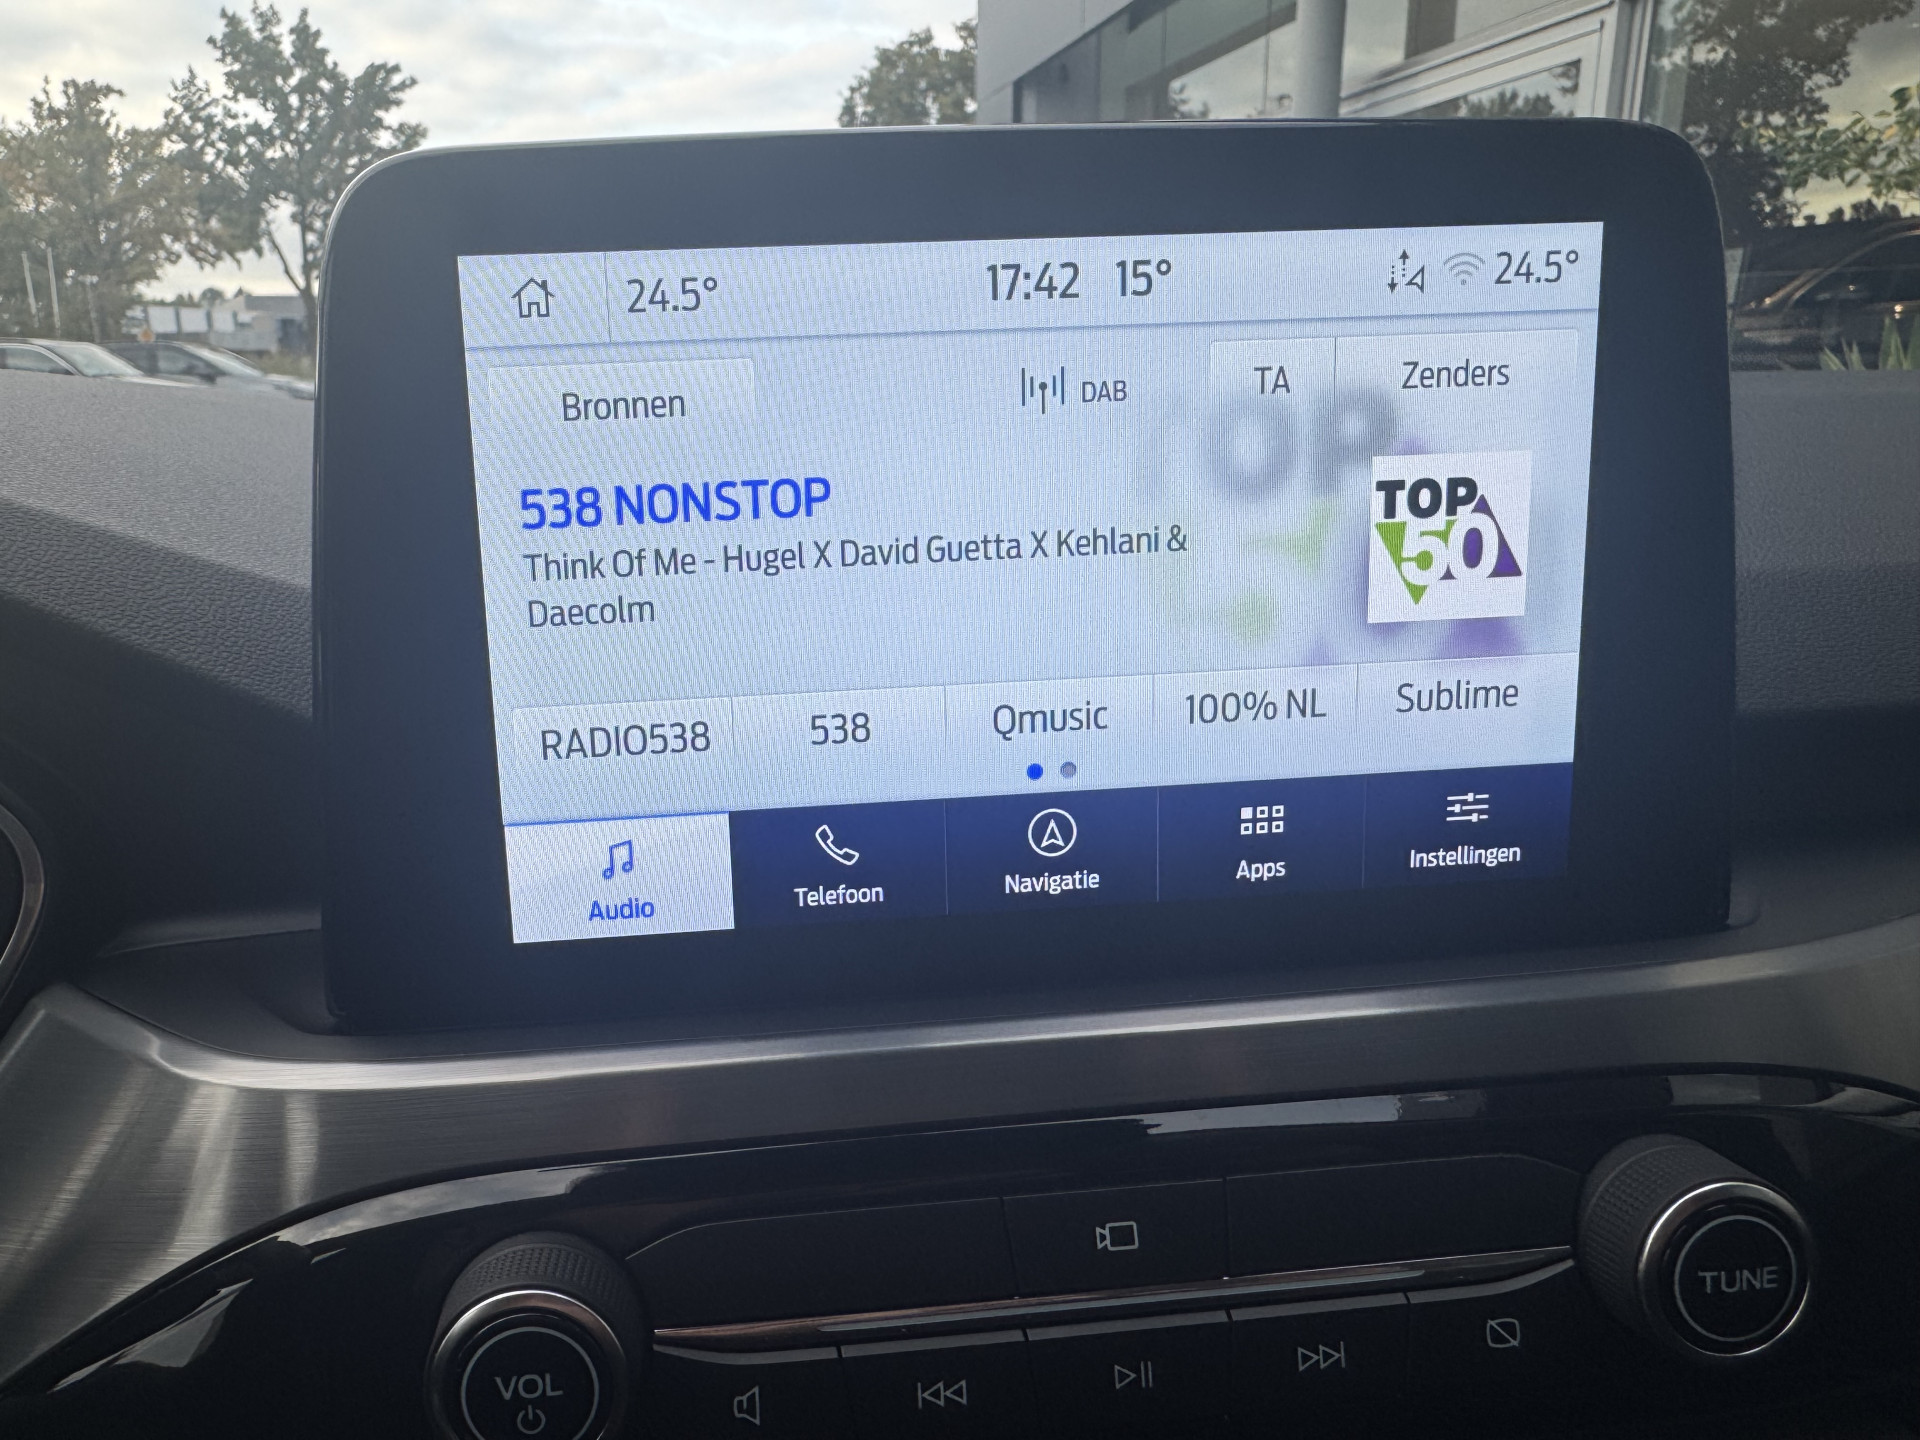 24.5° 17:42 15° 24.5°
Bronnen DAB TA Zenders
538 NONSTOP
Think Of Me - Hugel X David Guetta X Kehlani &
Daecolm
TOP
50
RADIO538 538 Qmusic 100% NL Sublime
Audio Telefoon Navigatie Apps Instellingen
VOL
TUNE